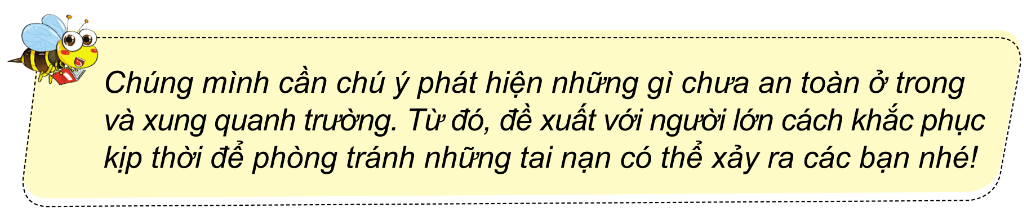 Chúng mình cần chú ý phát hiện những gì chưa an toàn ở trong
và xung quanh trường. Từ đó, đề xuất với người lớn cách khắc phục
kịp thời để phòng tránh những tai nạn có thể xảy ra các bạn nhé!